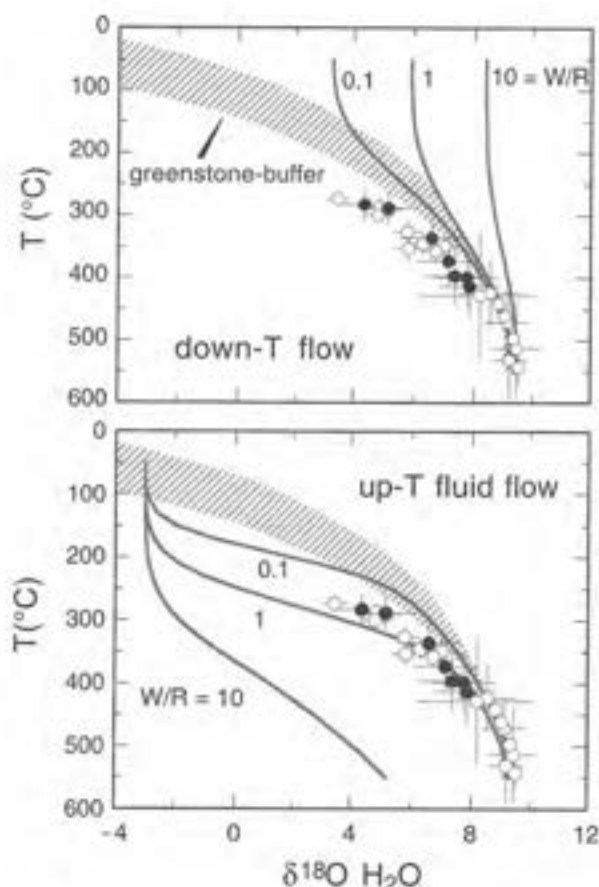 0
100
200
300
400
500
600
T (°C)
0.1
1
10 = W/R
greenstone-buffer
down-T flow
0
100
200
300
400
500
600
T(°C)
up-T fluid flow
0.1
1
W/R = 10
-4
0
4
8
12
δ¹⁸O H₂O